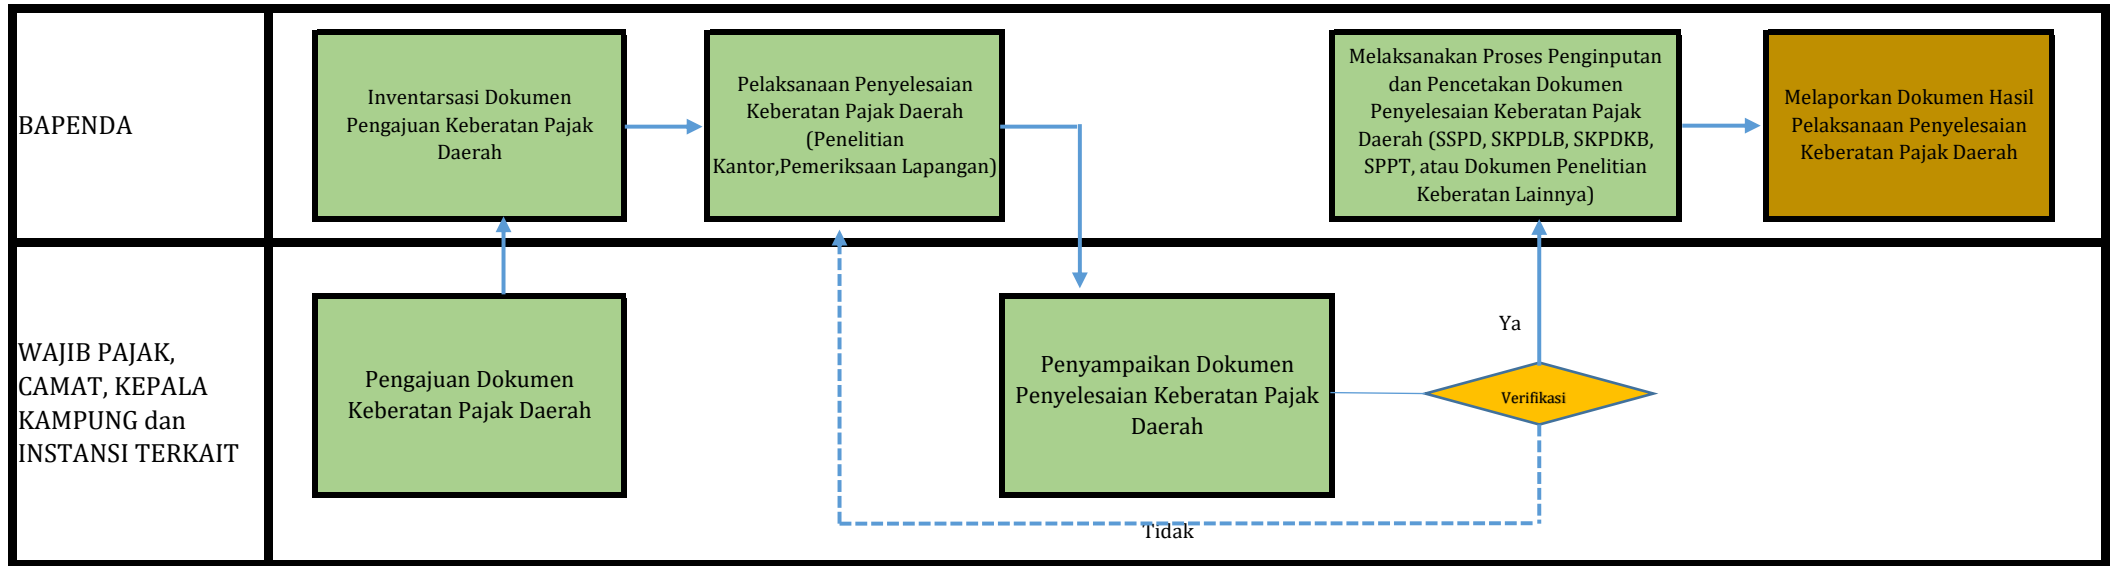 BAPENDA
Inventarsasi Dokumen
Pengajuan Keberatan Pajak
Daerah
Pelaksanaan Penyelesaian
Keberatan Pajak Daerah
(Penelitian
Kantor,Pemeriksaan Lapangan)
Melaksanakan Proses Penginputan
dan Pencetakan Dokumen
Penyelesaian Keberatan Pajak
Daerah (SSPD, SKPDLB, SKPDKB,
SPPT, atau Dokumen Penelitian
Keberatan Lainnya)
Melaporkan Dokumen Hasil
Pelaksanaan Penyelesaian
Keberatan Pajak Daerah
WAJIB PAJAK,
CAMAT, KEPALA
KAMPUNG dan
INSTANSI TERKAIT
Pengajuan Dokumen
Keberatan Pajak Daerah
Penyampaikan Dokumen
Penyelesaian Keberatan Pajak
Daerah
Ya
Verifikasi
Tidak